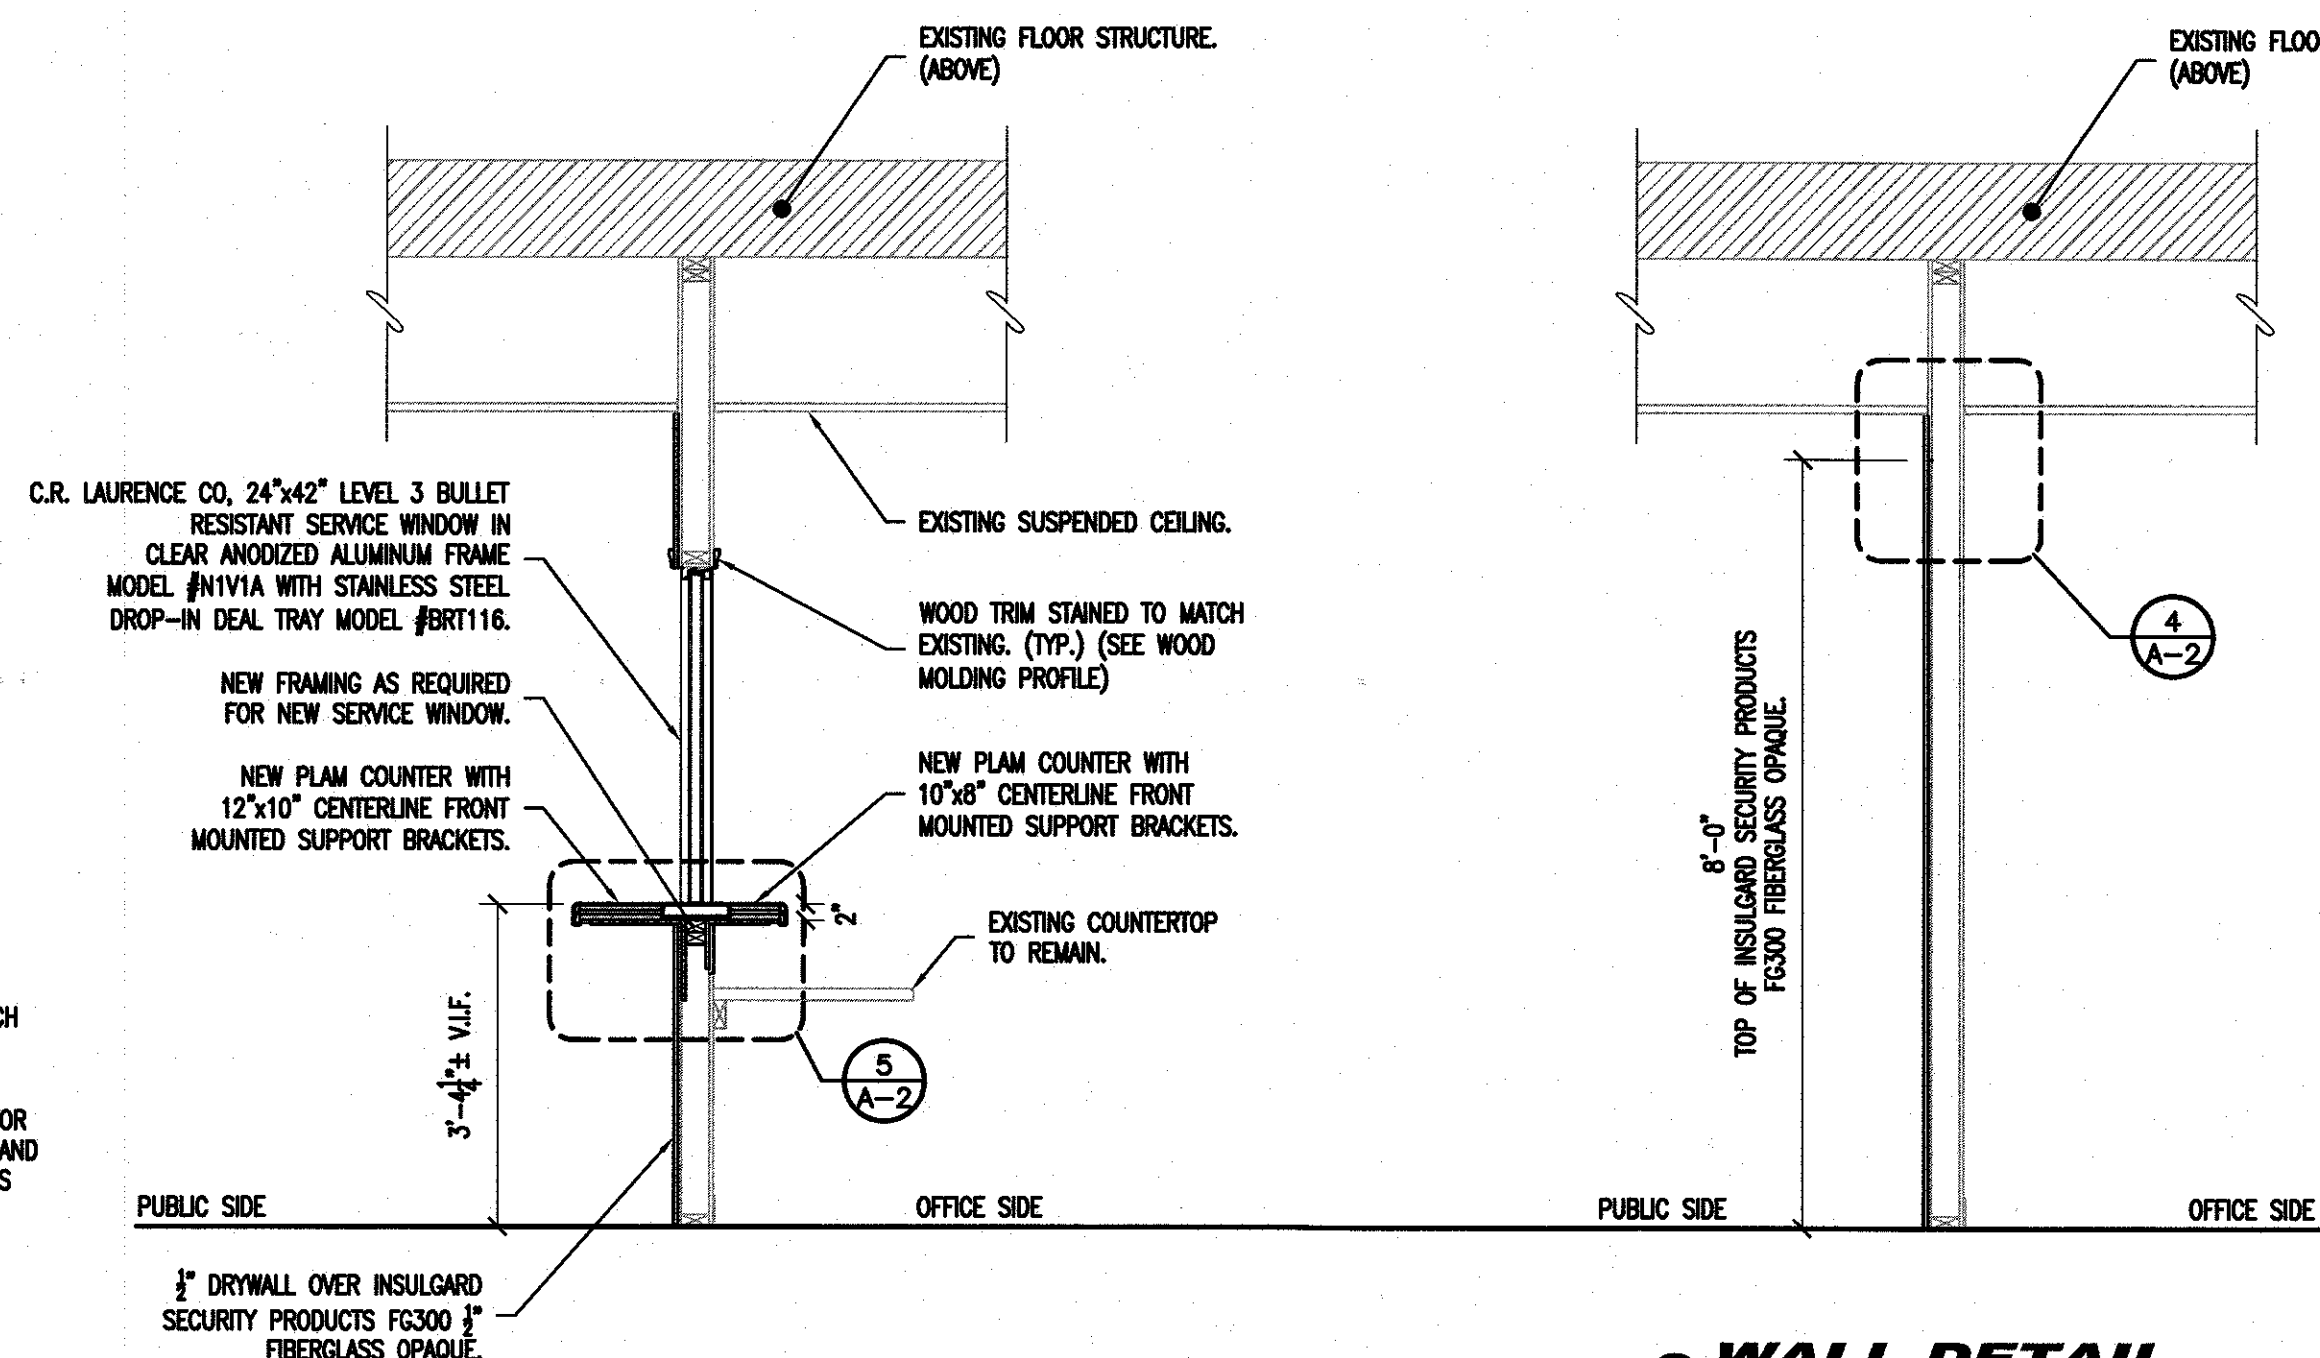 EXISTING FLOOR STRUCTURE.
(ABOVE)
C.R. LAURENCE CO, 24"x42" LEVEL 3 BULLET
RESISTANT SERVICE WINDOW IN
CLEAR ANODIZED ALUMINUM FRAME
MODEL #N1V1A WITH STAINLESS STEEL
DROP-IN DEAL TRAY MODEL #BRT116.
NEW FRAMING AS REQUIRED
FOR NEW SERVICE WINDOW.
NEW PLAM COUNTER WITH
12"x10" CENTERLINE FRONT
MOUNTED SUPPORT BRACKETS.
EXISTING SUSPENDED CEILING.
WOOD TRIM STAINED TO MATCH
EXISTING. (TYP.) (SEE WOOD
MOLDING PROFILE)
NEW PLAM COUNTER WITH
10"x8" CENTERLINE FRONT
MOUNTED SUPPORT BRACKETS.
2"
EXISTING COUNTERTOP
TO REMAIN.
3'-4 1/4"± V.I.F.
5
A-2
CH
OR
AND
S
PUBLIC SIDE
OFFICE SIDE
1/2" DRYWALL OVER INSULGARD
SECURITY PRODUCTS FG300 1/2"
FIBERGLASS OPAQUE.
EXISTING FLOO
(ABOVE)
4
A-2
8'-0"
TOP OF INSULGARD SECURITY PRODUCTS
FG300 FIBERGLASS OPAQUE.
PUBLIC SIDE
OFFICE SIDE
WALL DETAIL